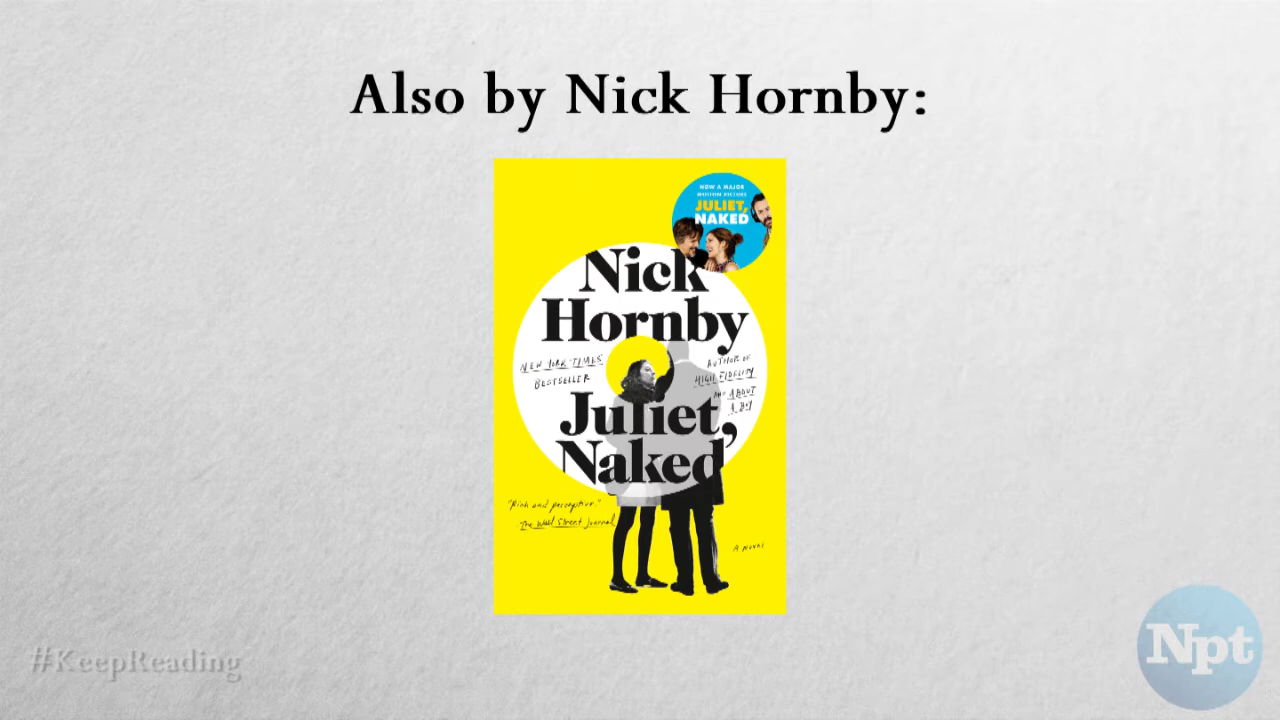 Also by Nick Hornby:
NOW A MAJOR
MOTION PICTURE
JULIET,
NAKED
Nick
Hornby
NEW YORK TIMES
BESTSELLER
AUTHOR OF
HIGH FIDELITY
AND ABOUT
A BOY
Juliet,
Naked
"Rich and perceptive."
-The Wall Street Journal
A NOVEL
#KeepReading
Npt